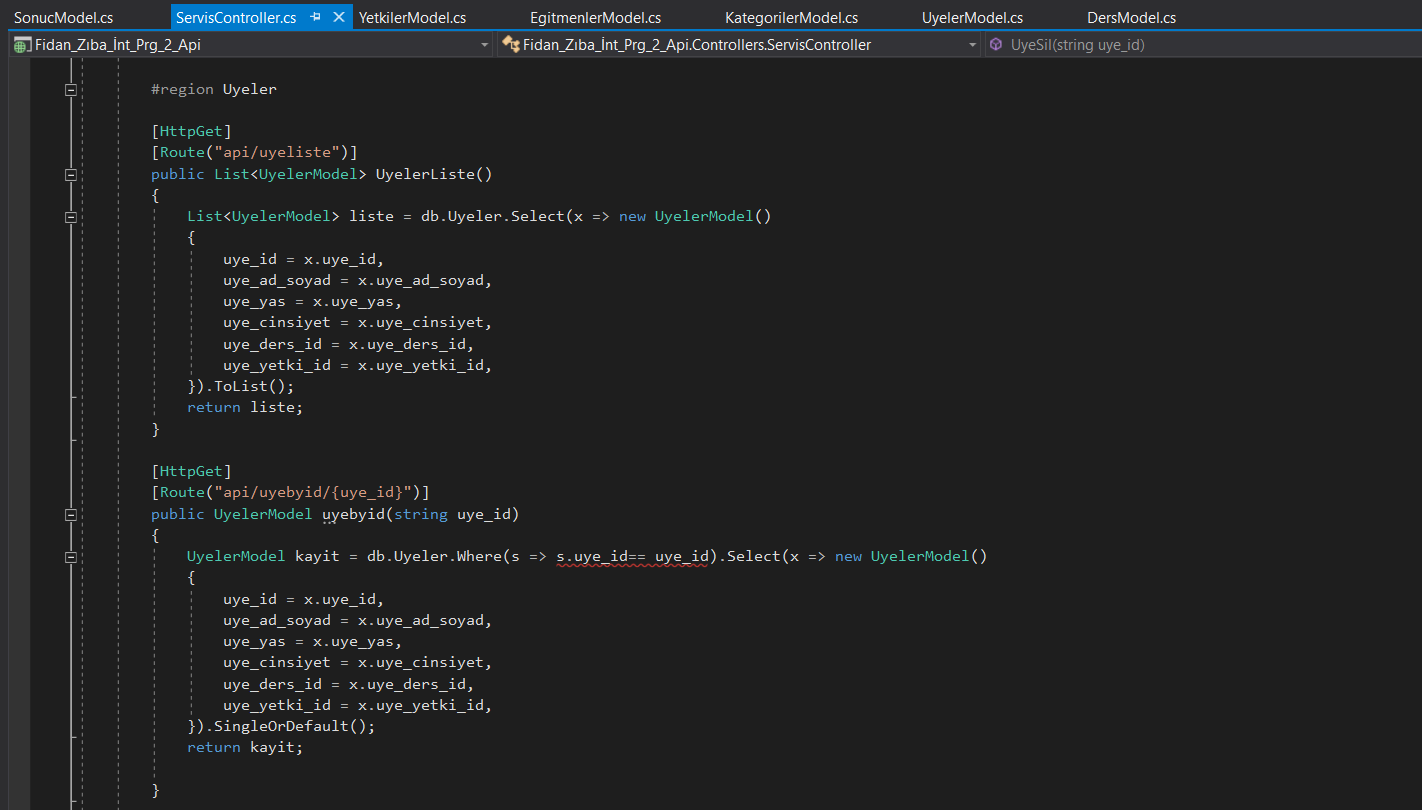 SonucModel.cs ServisController.cs YetkilerModel.cs EgitmenlerModel.cs KategorilerModel.cs UyelerModel.cs DersModel.cs
Fidan_Zıba_İnt_Prg_2_Api Fidan_Zıba_İnt_Prg_2_Api.Controllers.ServisController UyeSil(string uye_id)
#region Uyeler
[HttpGet]
[Route("api/uyeliste")]
public List<UyelerModel> UyelerListe()
{
List<UyelerModel> liste = db.Uyeler.Select(x => new UyelerModel()
{
uye_id = x.uye_id,
uye_ad_soyad = x.uye_ad_soyad,
uye_yas = x.uye_yas,
uye_cinsiyet = x.uye_cinsiyet,
uye_ders_id = x.uye_ders_id,
uye_yetki_id = x.uye_yetki_id,
}).ToList();
return liste;
}
[HttpGet]
[Route("api/uyebyid/{uye_id}")]
public UyelerModel uyebyid(string uye_id)
{
UyelerModel kayit = db.Uyeler.Where(s => s.uye_id== uye_id).Select(x => new UyelerModel()
{
uye_id = x.uye_id,
uye_ad_soyad = x.uye_ad_soyad,
uye_yas = x.uye_yas,
uye_cinsiyet = x.uye_cinsiyet,
uye_ders_id = x.uye_ders_id,
uye_yetki_id = x.uye_yetki_id,
}).SingleOrDefault();
return kayit;
}